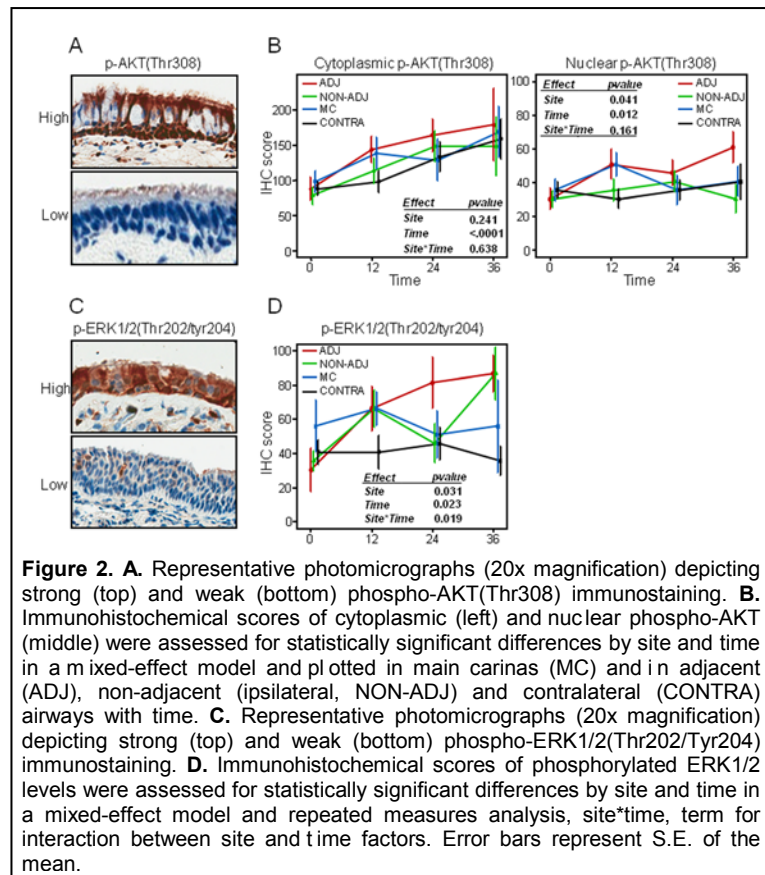 A
p-AKT(Thr308)
High
Low
B
Cytoplasmic p-AKT(Thr308)
ADJ
NON-ADJ
MC
CONTRA
IHC score
200
150
100
50
0
Effect pvalue
Site 0.241
Time <.0001
Site*Time 0.638
0 12 24 36
Time
Nuclear p-AKT(Thr308)
100
80
60
40
20
0
Effect pvalue
Site 0.041
Time 0.012
Site*Time 0.161
ADJ
NON-ADJ
MC
CONTRA
0 12 24 36
Time
C
p-ERK1/2(Thr202/tyr204)
High
Low
D
p-ERK1/2(Thr202/tyr204)
ADJ
NON-ADJ
MC
CONTRA
IHC score
100
80
60
40
20
0
Effect pvalue
Site 0.031
Time 0.023
Site*Time 0.019
0 12 24 36
Figure 2. A. Representative photomicrographs (20x magnification) depicting
strong (top) and weak (bottom) phospho-AKT(Thr308) immunostaining. B.
Immunohistochemical scores of cytoplasmic (left) and nuclear phospho-AKT
(middle) were assessed for statistically significant differences by site and time
in a m ixed-effect model and pl otted in main carinas (MC) and i n adjacent
(ADJ), non-adjacent (ipsilateral, NON-ADJ) and contralateral (CONTRA)
airways with time. C. Representative photomicrographs (20x magnification)
depicting strong (top) and weak (bottom) phospho-ERK1/2(Thr202/Tyr204)
immunostaining. D. Immunohistochemical scores of phosphorylated ERK1/2
levels were assessed for statistically significant differences by site and time in
a mixed-effect model and repeated measures analysis, site*time, term for
interaction between site and t ime factors. Error bars represent S.E. of the
mean.